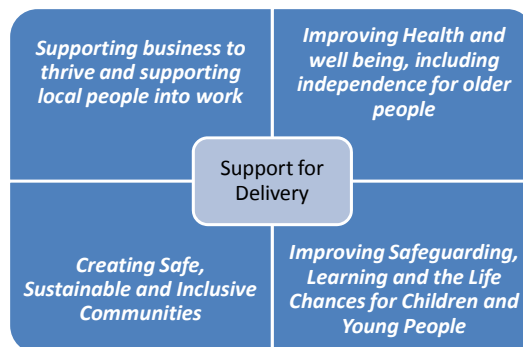 Supporting business to
thrive and supporting
local people into work
Improving Health and
well being, including
independence for older
people
Support for
Delivery
Creating Safe,
Sustainable and Inclusive
Communities
Improving Safeguarding,
Learning and the Life
Chances for Children and
Young People